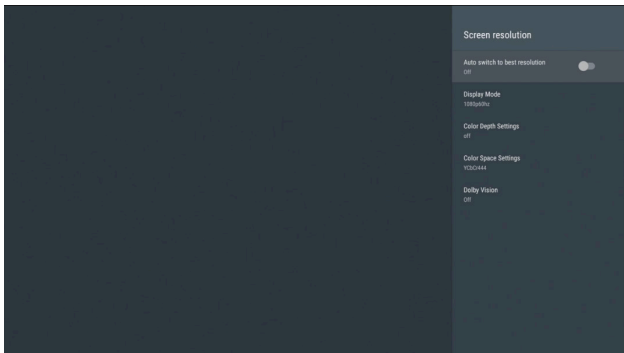 Screen resolution
Auto switch to best resolution
Off
Display Mode
1080p60hz
Color Depth Settings
off
Color Space Settings
YCbCr444
Dolby Vision
Off